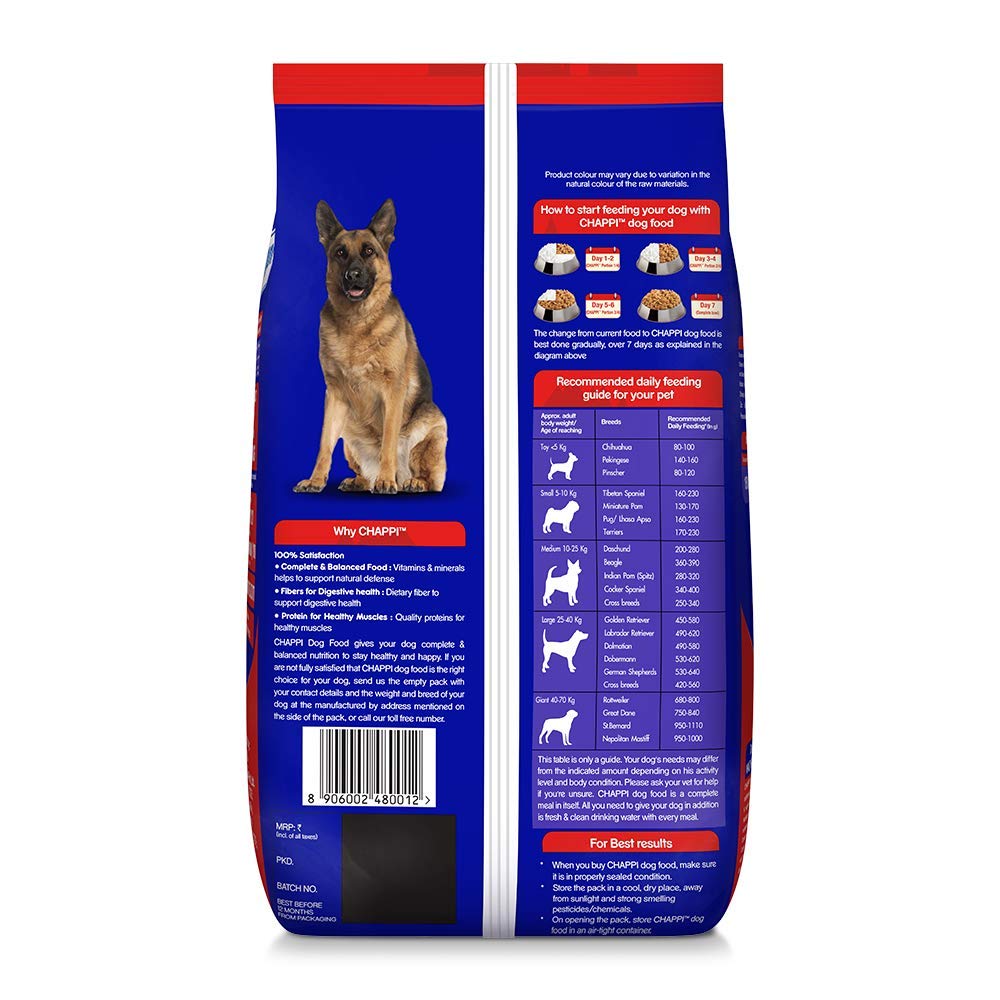 Why CHAPPI™
100% Satisfaction
• Complete & Balanced Food : Vitamins & minerals
helps to support natural defense
• Fibers for Digestive health : Dietary fiber to
support digestive health
• Protein for Healthy Muscles : Quality proteins for
healthy muscles
CHAPPI Dog Food gives your dog complete &
balanced nutrition to stay healthy and happy. If you
are not fully satisfied that CHAPPI dog food is the right
choice for your dog, send us the empty pack with
your contact details and the weight and breed of your
dog at the manufactured by address mentioned on
the side of the pack, or call our toll free number.
8 906002 480012 >
MRP: ₹
(incl. of all taxes)
PKD.
BATCH NO.
BEST BEFORE
12 MONTHS
FROM PACKAGING
Product colour may vary due to variation in the
natural colour of the raw materials.
How to start feeding your dog with
CHAPPI™ dog food
Day 1-2
CHAPPI™ Portion 1/4
Day 3-4
CHAPPI™ Portion
Day 5-6
CHAPPI™ Portion 3/4
Day 7
(Complete bowl)
The change from current food to CHAPPI dog food is
best done gradually, over 7 days as explained in the
diagram above
Recommended daily feeding
guide for your pet
Approx. adult
body weight/
Age of reaching
Breeds
Recommended
Daily Feeding* (in g)
Toy <5 Kg
Chihuahua 80-100
Pekingese 140-160
Pinscher 80-120
Small 5-10 Kg
Tibetan Spaniel 160-230
Miniature Pom 130-170
Pug/ Lhasa Apso 160-230
Terriers 170-230
Medium 10-25 Kg
Daschund 200-280
Beagle 360-390
Indian Pom (Spitz) 280-320
Cocker Spaniel 340-400
Cross breeds 250-340
Large 25-40 Kg
Golden Retriever 450-580
Labrador Retriever 490-620
Dalmatian 490-580
Dobermann 530-620
German Shepherds 530-640
Cross breeds 420-560
Giant 40-70 Kg
Rottweiler 680-800
Great Dane 750-840
St.Bernard 950-1110
Nepolitan Mastiff 950-1000
This table is only a guide. Your dog's needs may differ
from the indicated amount depending on his activity
level and body condition. Please ask your vet for help
if you're unsure. CHAPPI dog food is a complete
meal in itself. All you need to give your dog in addition
is fresh & clean drinking water with every meal.
For Best results
• When you buy CHAPPI dog food, make sure
it is in properly sealed condition.
• Store the pack in a cool, dry place, away
from sunlight and strong smelling
pesticides/chemicals.
• On opening the pack, store CHAPPI™ dog
food in an air-tight container.